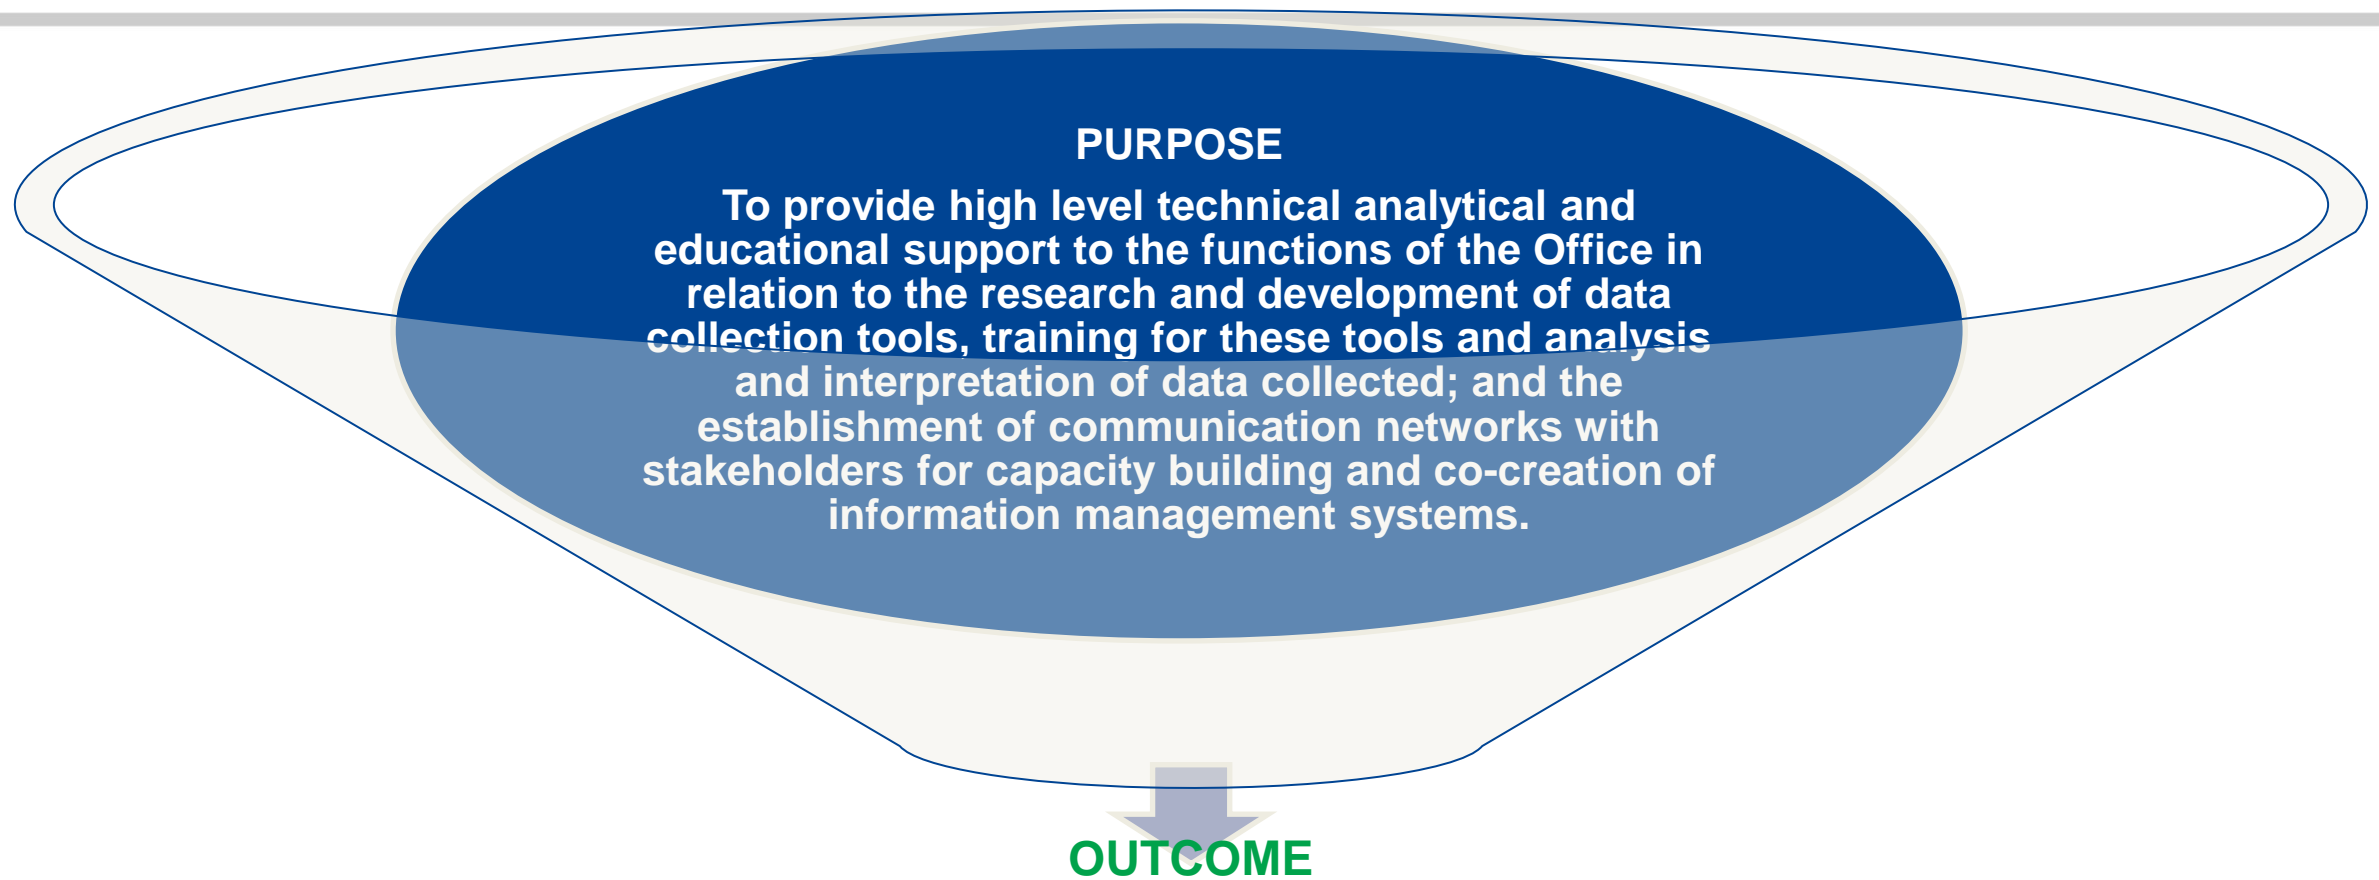 PURPOSE
To provide high level technical analytical and
educational support to the functions of the Office in
relation to the research and development of data
collection tools, training for these tools and analysis
and interpretation of data collected; and the
establishment of communication networks with
stakeholders for capacity building and co-creation of
information management systems.
OUTCOME